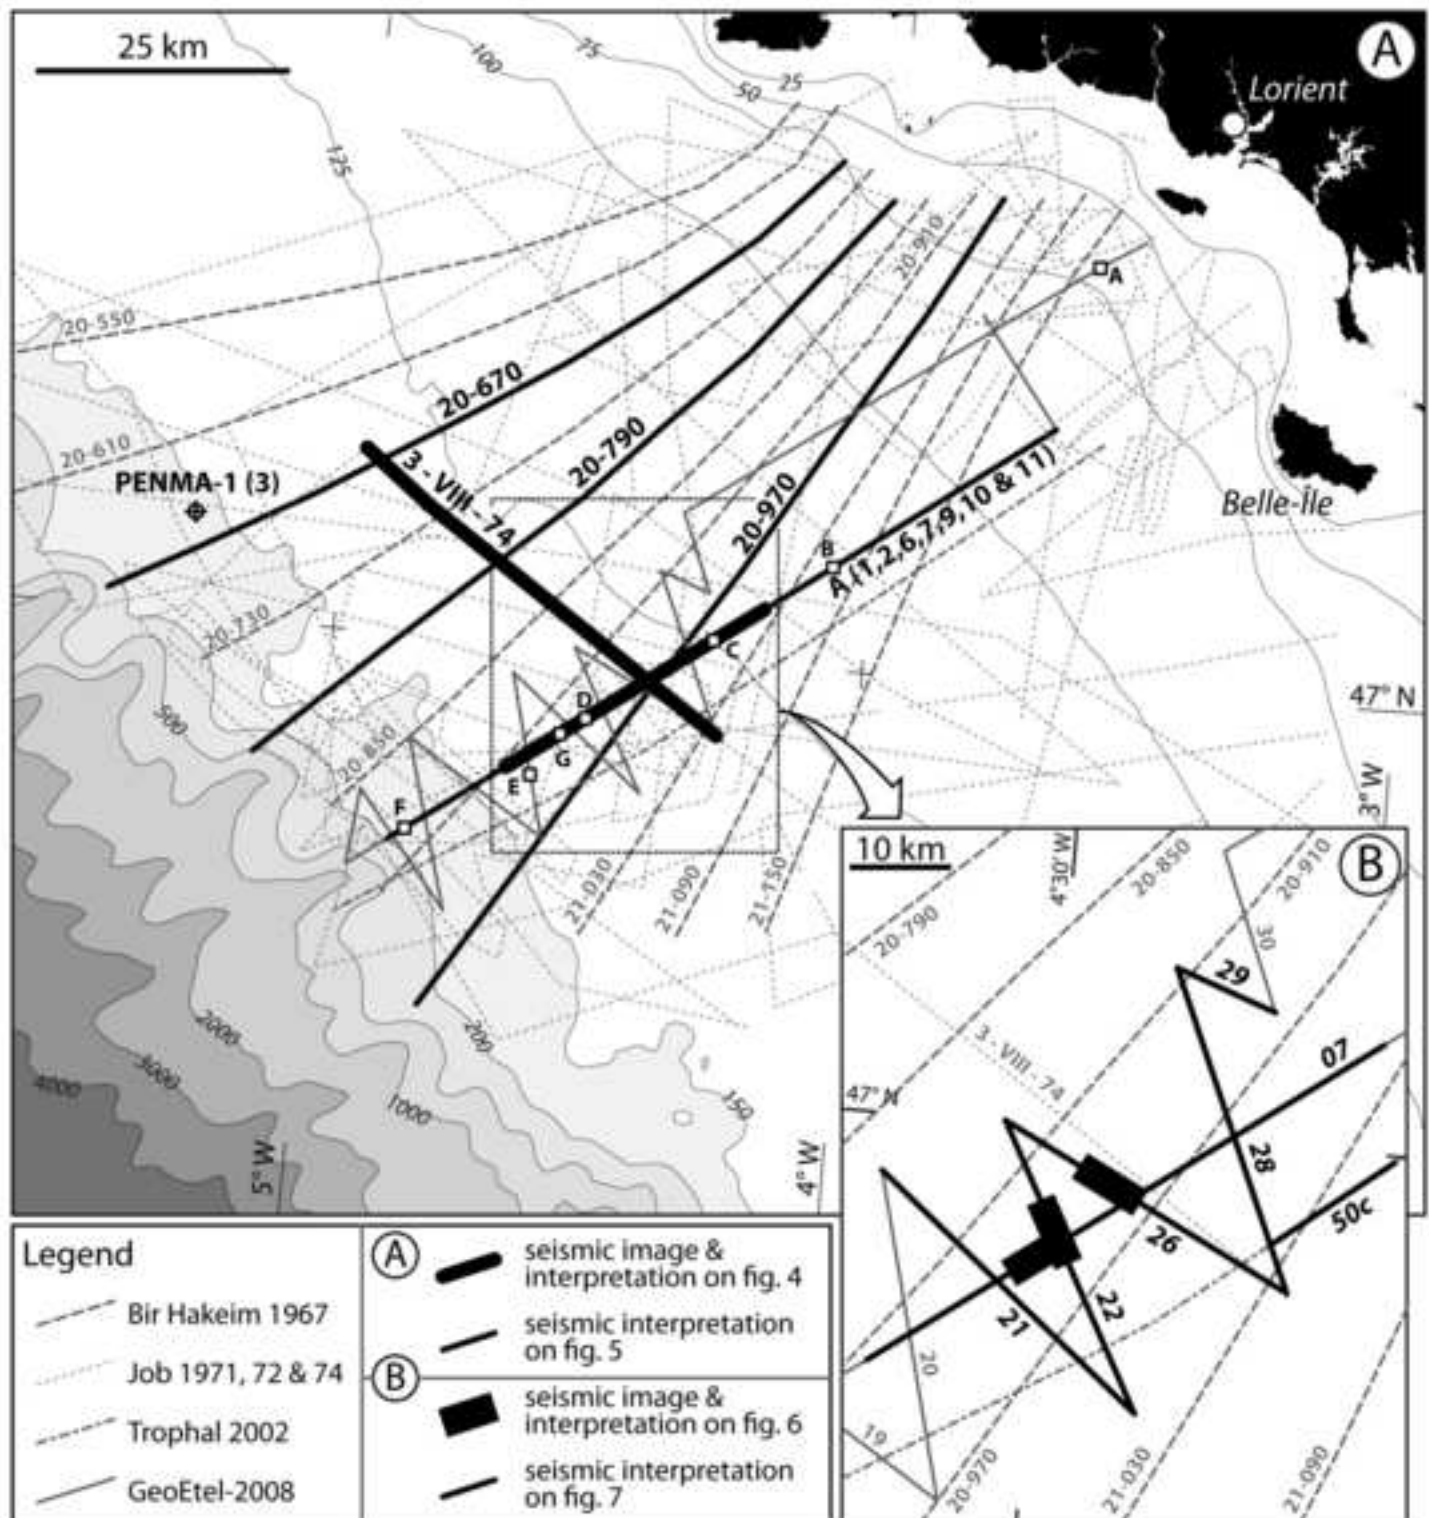 25 km
A
100
75
50
25
Lorient
125
20-910
A
20-550
20-670
20-610
20-790
PENMA-1 (3)
3 - VIII - 74
20-970
Belle-Île
B
A (1,2,6,7,9,10 & 11)
20-730
C
47° N
500
D
G
20-850
E
3° W
F
21-030
21-090
21-150
2000
200
3000
4000
1000
150
5° W
4° W
10 km
4°30' W
20-850
20-910
B
20-790
30
29
3 - VIII - 74
07
47° N
28
50c
26
22
21
20
19
20-970
21-030
21-090
Legend
Bir Hakeim 1967
Job 1971, 72 & 74
Trophal 2002
GeoEtel-2008
A
seismic image &
interpretation on fig. 4
seismic interpretation
on fig. 5
B
seismic image &
interpretation on fig. 6
seismic interpretation
on fig. 7